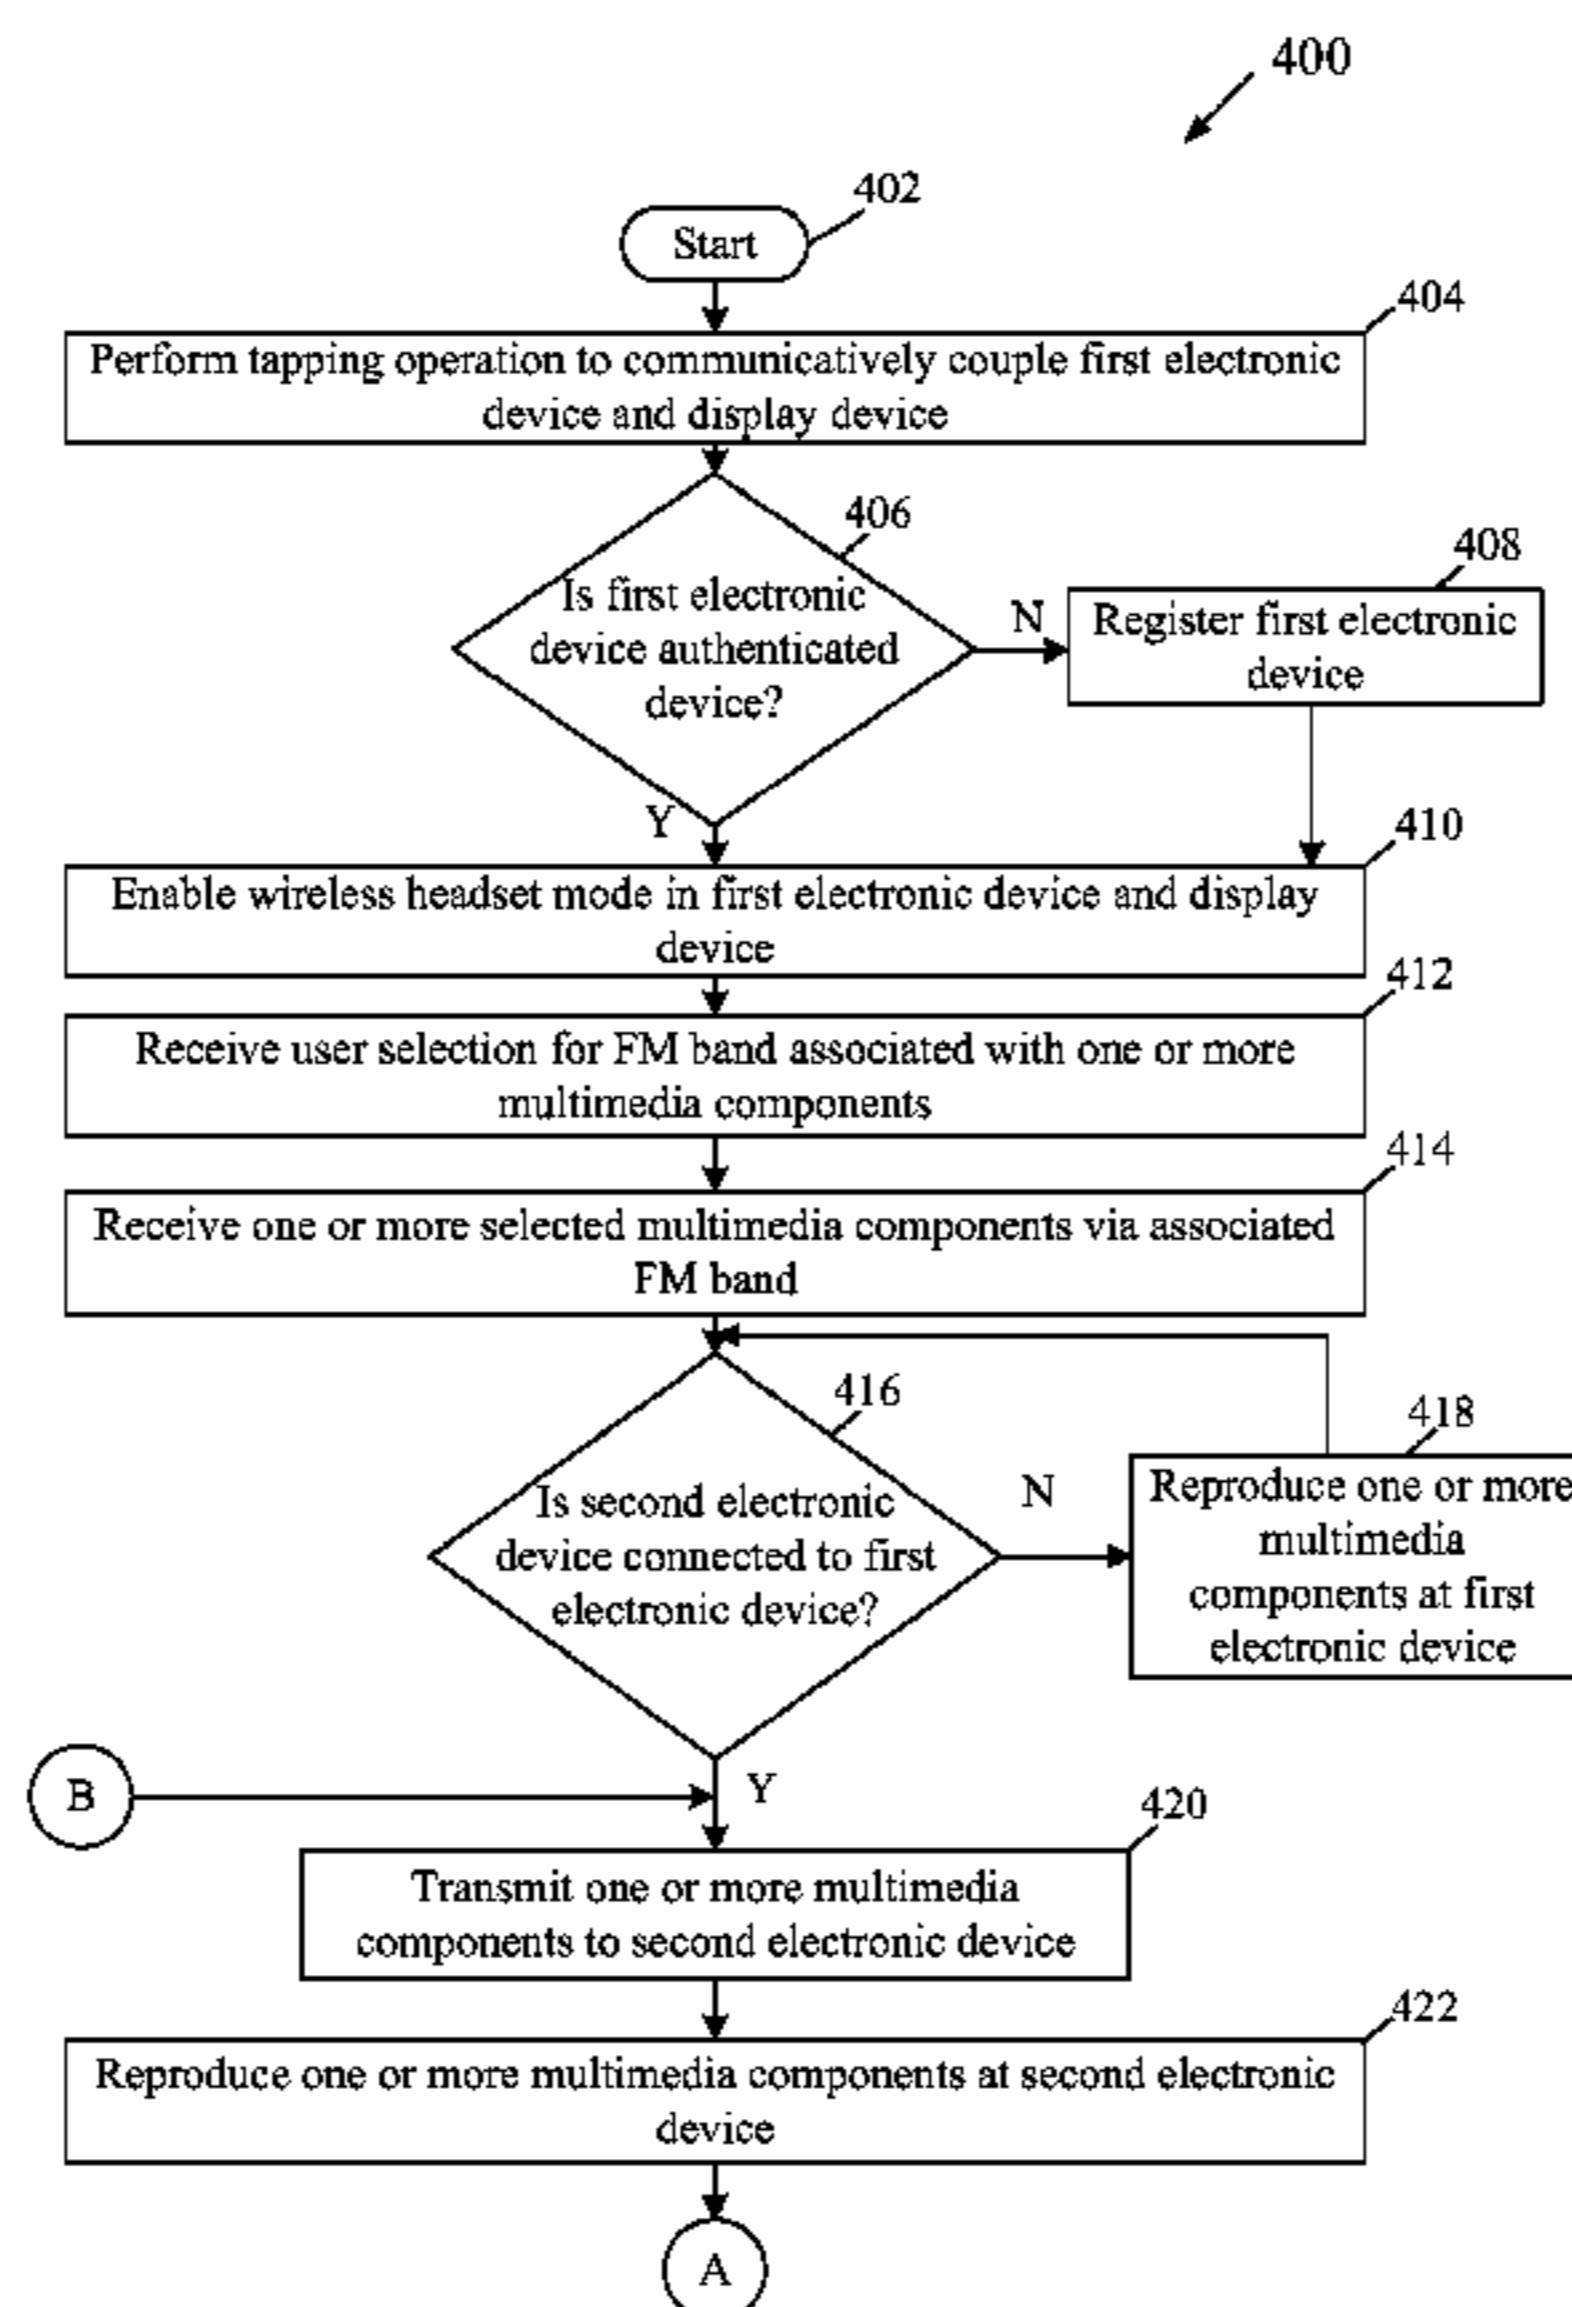 400
402
Start
404
Perform tapping operation to communicatively couple first electronic
device and display device
406
Is first electronic
device authenticated
device?
N
408
Register first electronic
device
Y
410
Enable wireless headset mode in first electronic device and display
device
412
Receive user selection for FM band associated with one or more
multimedia components
414
Receive one or more selected multimedia components via associated
FM band
416
Is second electronic
device connected to first
electronic device?
N
418
Reproduce one or more
multimedia
components at first
electronic device
B
Y
420
Transmit one or more multimedia
components to second electronic device
422
Reproduce one or more multimedia components at second electronic
device
A